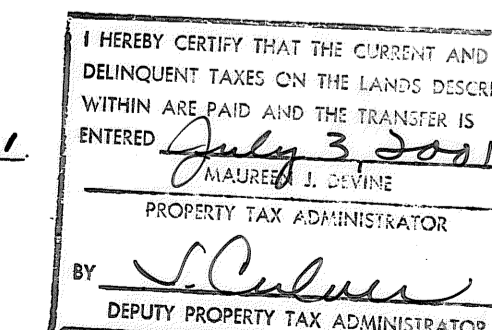 I HEREBY CERTIFY THAT THE CURRENT AND
DELINQUENT TAXES ON THE LANDS DESCRI
WITHIN ARE PAID AND THE TRANSFER IS
ENTERED July 3, 2001
MAUREEN J. DEVINE
PROPERTY TAX ADMINISTRATOR
BY S. Culver
DEPUTY PROPERTY TAX ADMINISTRATOR